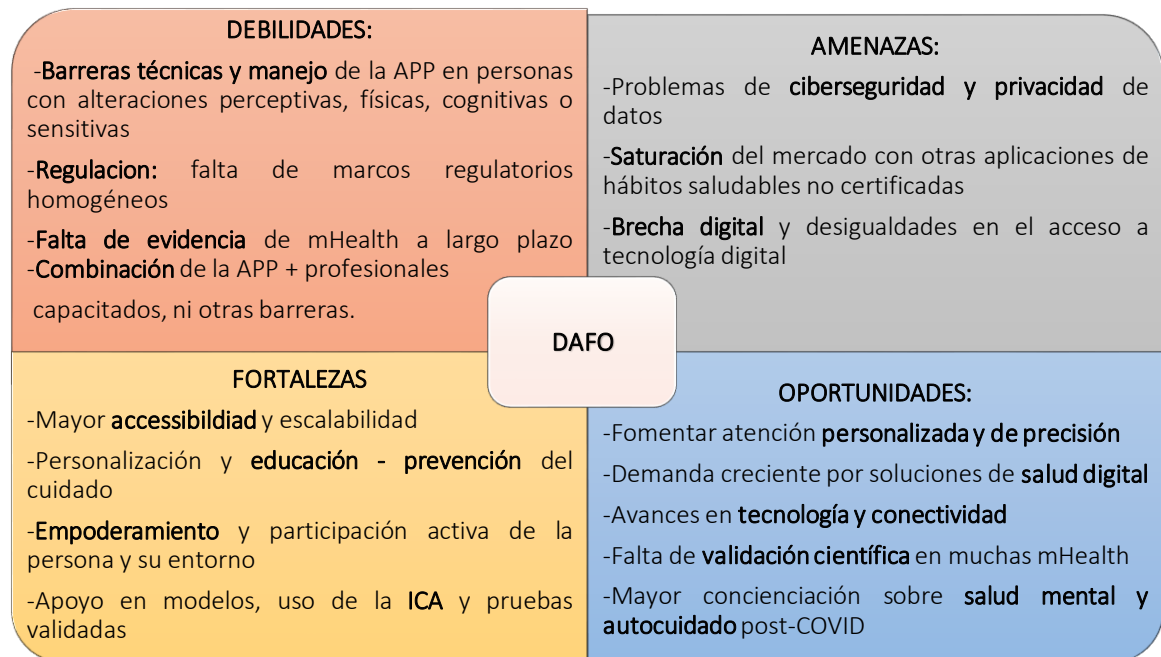 DEBILIDADES:
-Barreras técnicas y manejo de la APP en personas
con alteraciones perceptivas, físicas, cognitivas o
sensitivas
-Regulacion: falta de marcos regulatorios
homogéneos
-Falta de evidencia de mHealth a largo plazo
-Combinación de la APP + profesionales
capacitados, ni otras barreras.
AMENAZAS:
-Problemas de ciberseguridad y privacidad de
datos
-Saturación del mercado con otras aplicaciones de
hábitos saludables no certificadas
-Brecha digital y desigualdades en el acceso a
tecnología digital
DAFO
FORTALEZAS
-Mayor accessibildiad y escalabilidad
-Personalización y educación - prevención del
cuidado
-Empoderamiento y participación activa de la
persona y su entorno
-Apoyo en modelos, uso de la ICA y pruebas
validadas
OPORTUNIDADES:
-Fomentar atención personalizada y de precisión
-Demanda creciente por soluciones de salud digital
-Avances en tecnología y conectividad
-Falta de validación científica en muchas mHealth
-Mayor concienciación sobre salud mental y
autocuidado post-COVID